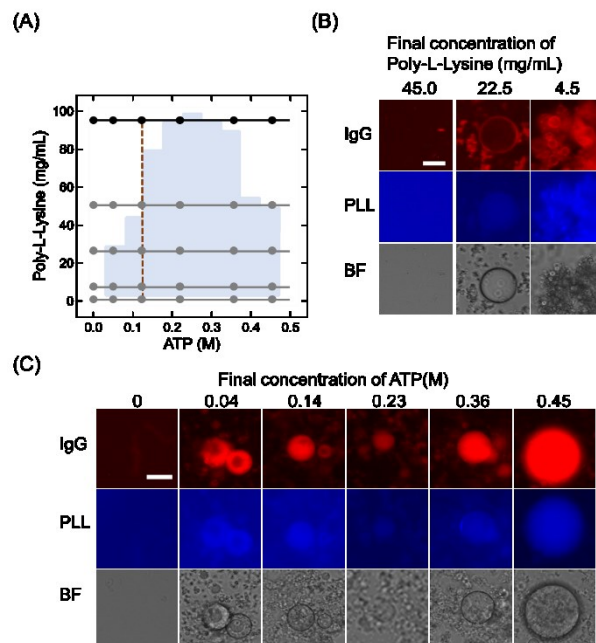 (A)
Poly-L-Lysine (mg/mL)
100
80
60
40
20
0
0.0 0.1 0.2 0.3 0.4 0.5
ATP (M)
(B)
Final concentration of
Poly-L-Lysine (mg/mL)
45.0 22.5 4.5
IgG
PLL
BF
(C)
Final concentration of ATP(M)
0 0.04 0.14 0.23 0.36 0.45
IgG
PLL
BF